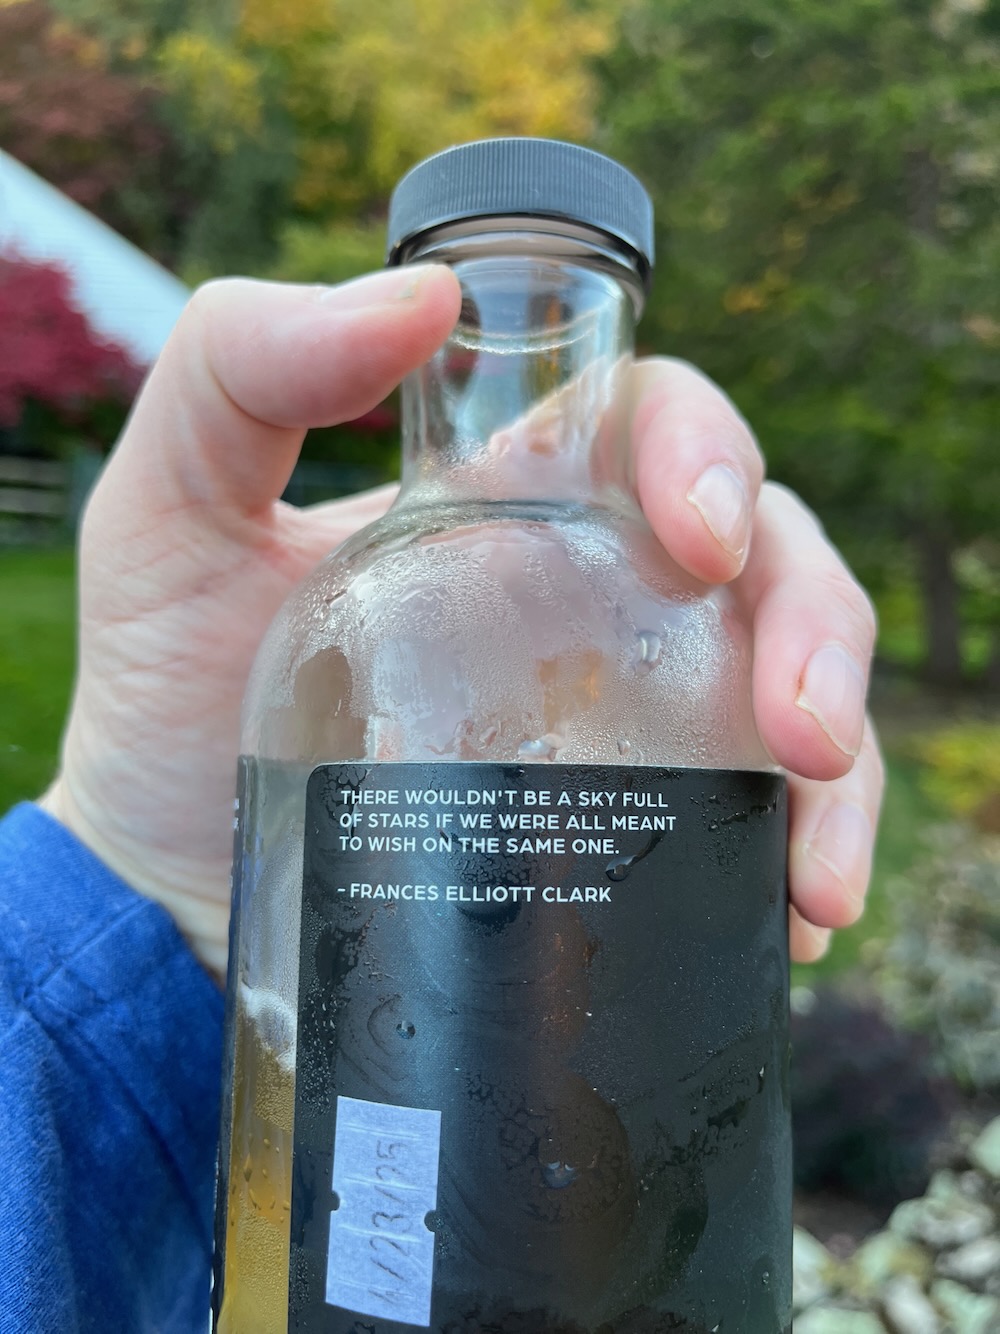 THERE WOULDN'T BE A SKY FULL
OF STARS IF WE WERE ALL MEANT
TO WISH ON THE SAME ONE.
- FRANCES ELLIOTT CLARK